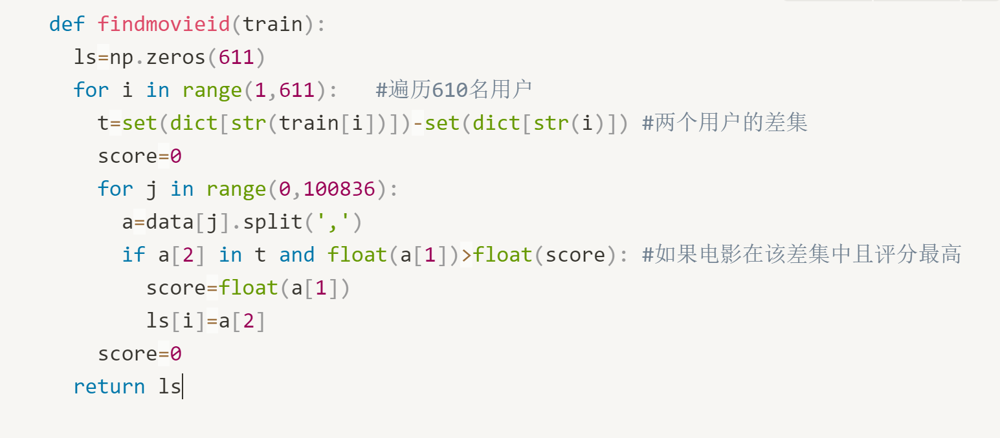 def findmovieid(train):
  ls=np.zeros(611)
  for i in range(1,611):   #遍历610名用户
    t=set(dict[str(train[i])])-set(dict[str(i)]) #两个用户的差集
    score=0
    for j in range(0,100836):
      a=data[j].split(',')
      if a[2] in t and float(a[1])>float(score): #如果电影在该差集中且评分最高
        score=float(a[1])
        ls[i]=a[2]
    score=0
  return ls